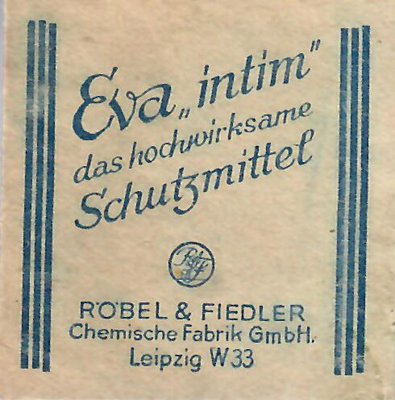 Eva „intim"
das hochwirksame
Schutzmittel
RÖBEL & FIEDLER
Chemische Fabrik GmbH.
Leipzig W33